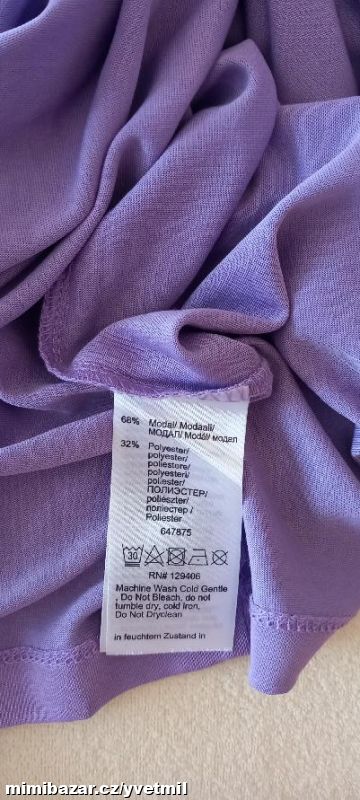 68% Modal/ Modaali/
МОДАЛ/ Modál/ модал
32% Polyester/
polyester/
poliestere/
polyesteri/
poliester/
ПОЛИЭСТЕР/
poliészter/
поліестер /
Poliester
647875
30
RN# 129406
Machine Wash Cold Gentle
, Do Not Bleach, do not
tumble dry, cold iron,
Do Not Dryclean
in feuchtem Zustand in
mimibazar.cz/yvetmil